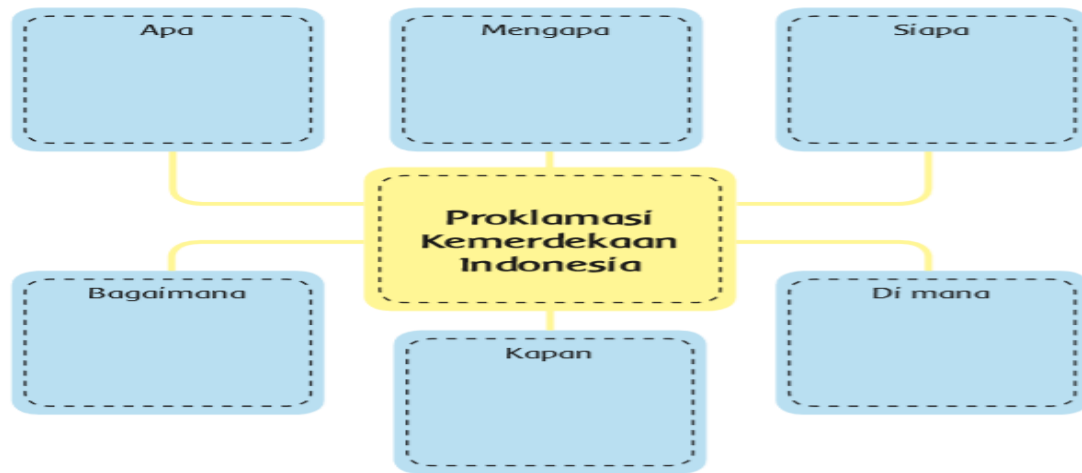 Apa
Mengapa
Siapa
Proklamasi
Kemerdekaan
Indonesia
Bagaimana
Di mana
Kapan